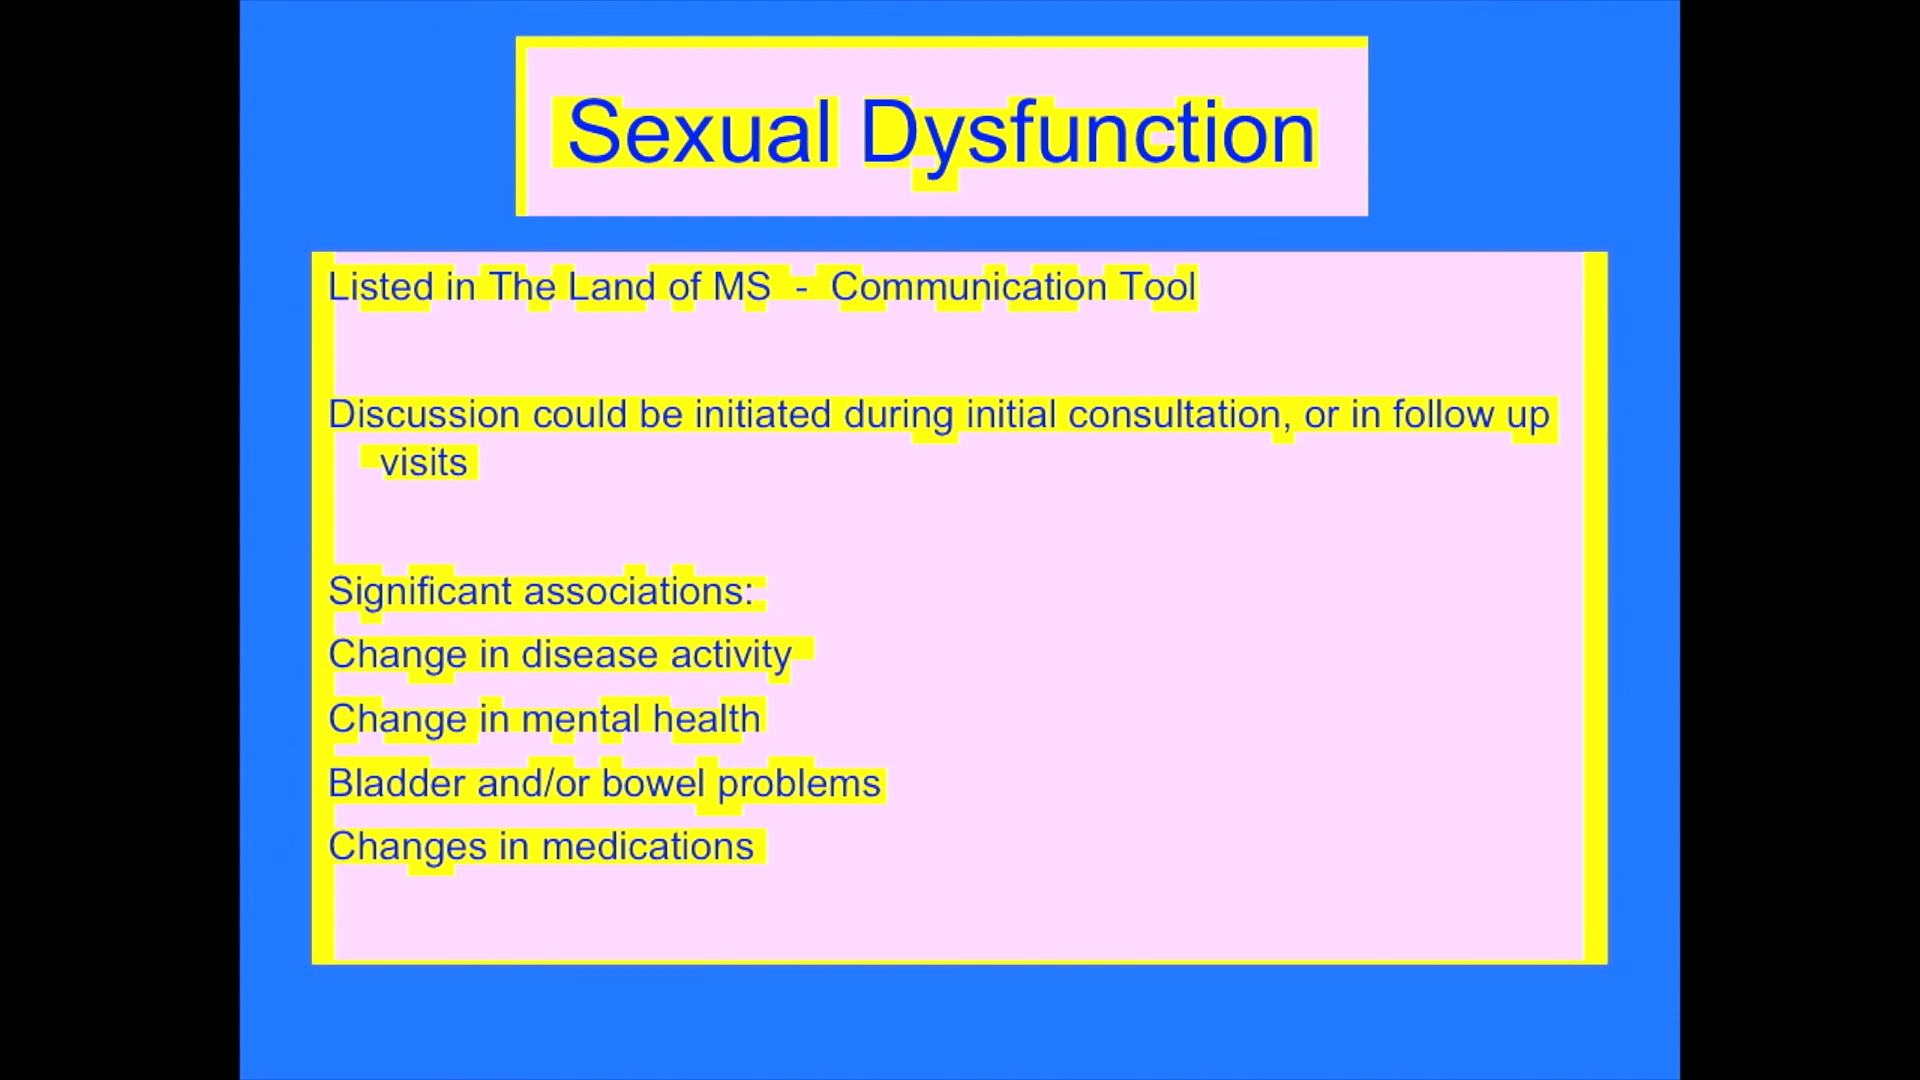 Sexual Dysfunction
Listed in The Land of MS - Communication Tool
Discussion could be initiated during initial consultation, or in follow up
visits
Significant associations:
Change in disease activity
Change in mental health
Bladder and/or bowel problems
Changes in medications